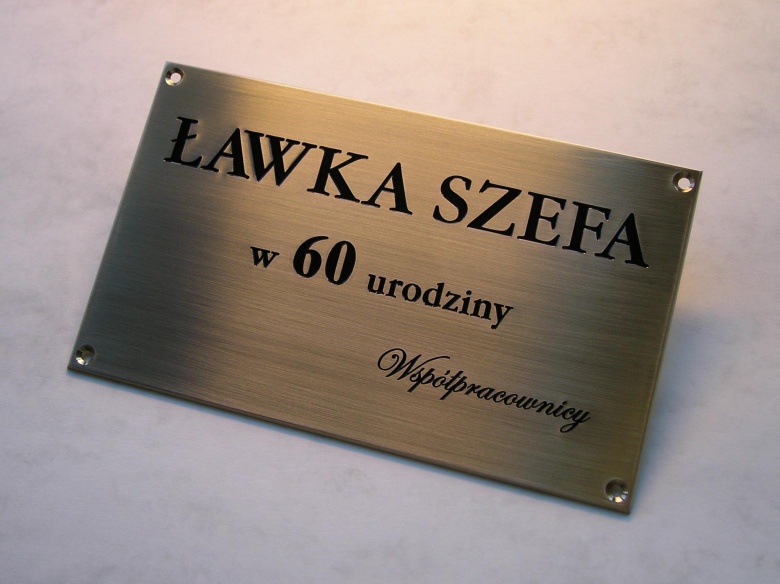 ŁAWKA SZEFA
w 60 urodziny
Współpracownicy